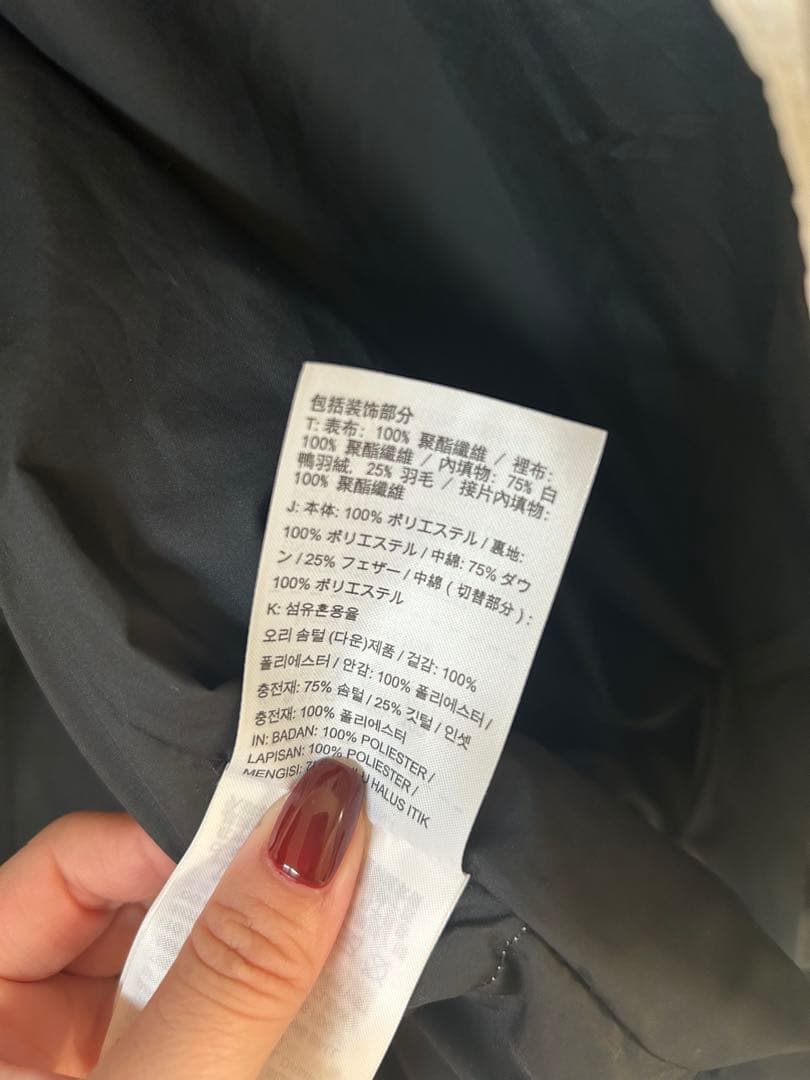 包括装饰部分
T: 表布: 100% 聚酯纖維 / 裡布:
100% 聚酯纖維 / 內填物: 75% 白
鴨羽絨, 25% 羽毛 / 接片內填物:
100% 聚酯纖維
J: 本体: 100% ポリエステル / 裏地:
100% ポリエステル / 中綿: 75% ダウ
ン / 25% フェザー / 中綿 ( 切替部分 ) :
100% ポリエステル
K: 섬유혼용율
오리 솜털 (다운)제품 / 겉감: 100%
폴리에스터 / 안감: 100% 폴리에스터 /
충전재: 75% 솜털 / 25% 깃털 / 인셋
충전재: 100% 폴리에스터
IN: BADAN: 100% POLIESTER /
LAPISAN: 100% POLIESTER /
MENGISI: HALUS ITIK